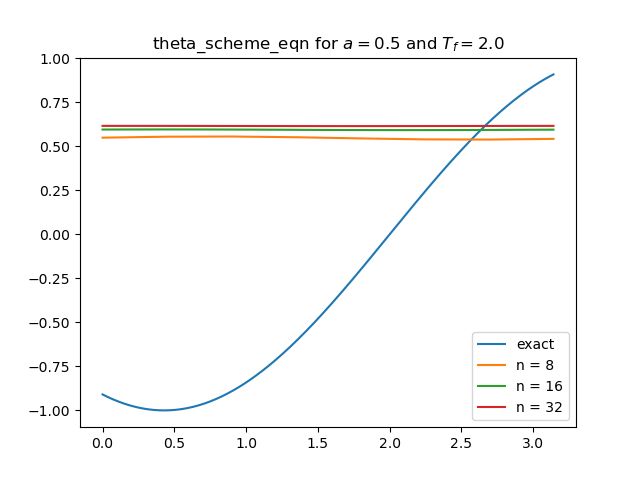 theta_scheme_eqn for a = 0.5 and T_f = 2.0
1.00
0.75
0.50
0.25
0.00
−0.25
−0.50
−0.75
−1.00
0.0 0.5 1.0 1.5 2.0 2.5 3.0
exact
n = 8
n = 16
n = 32